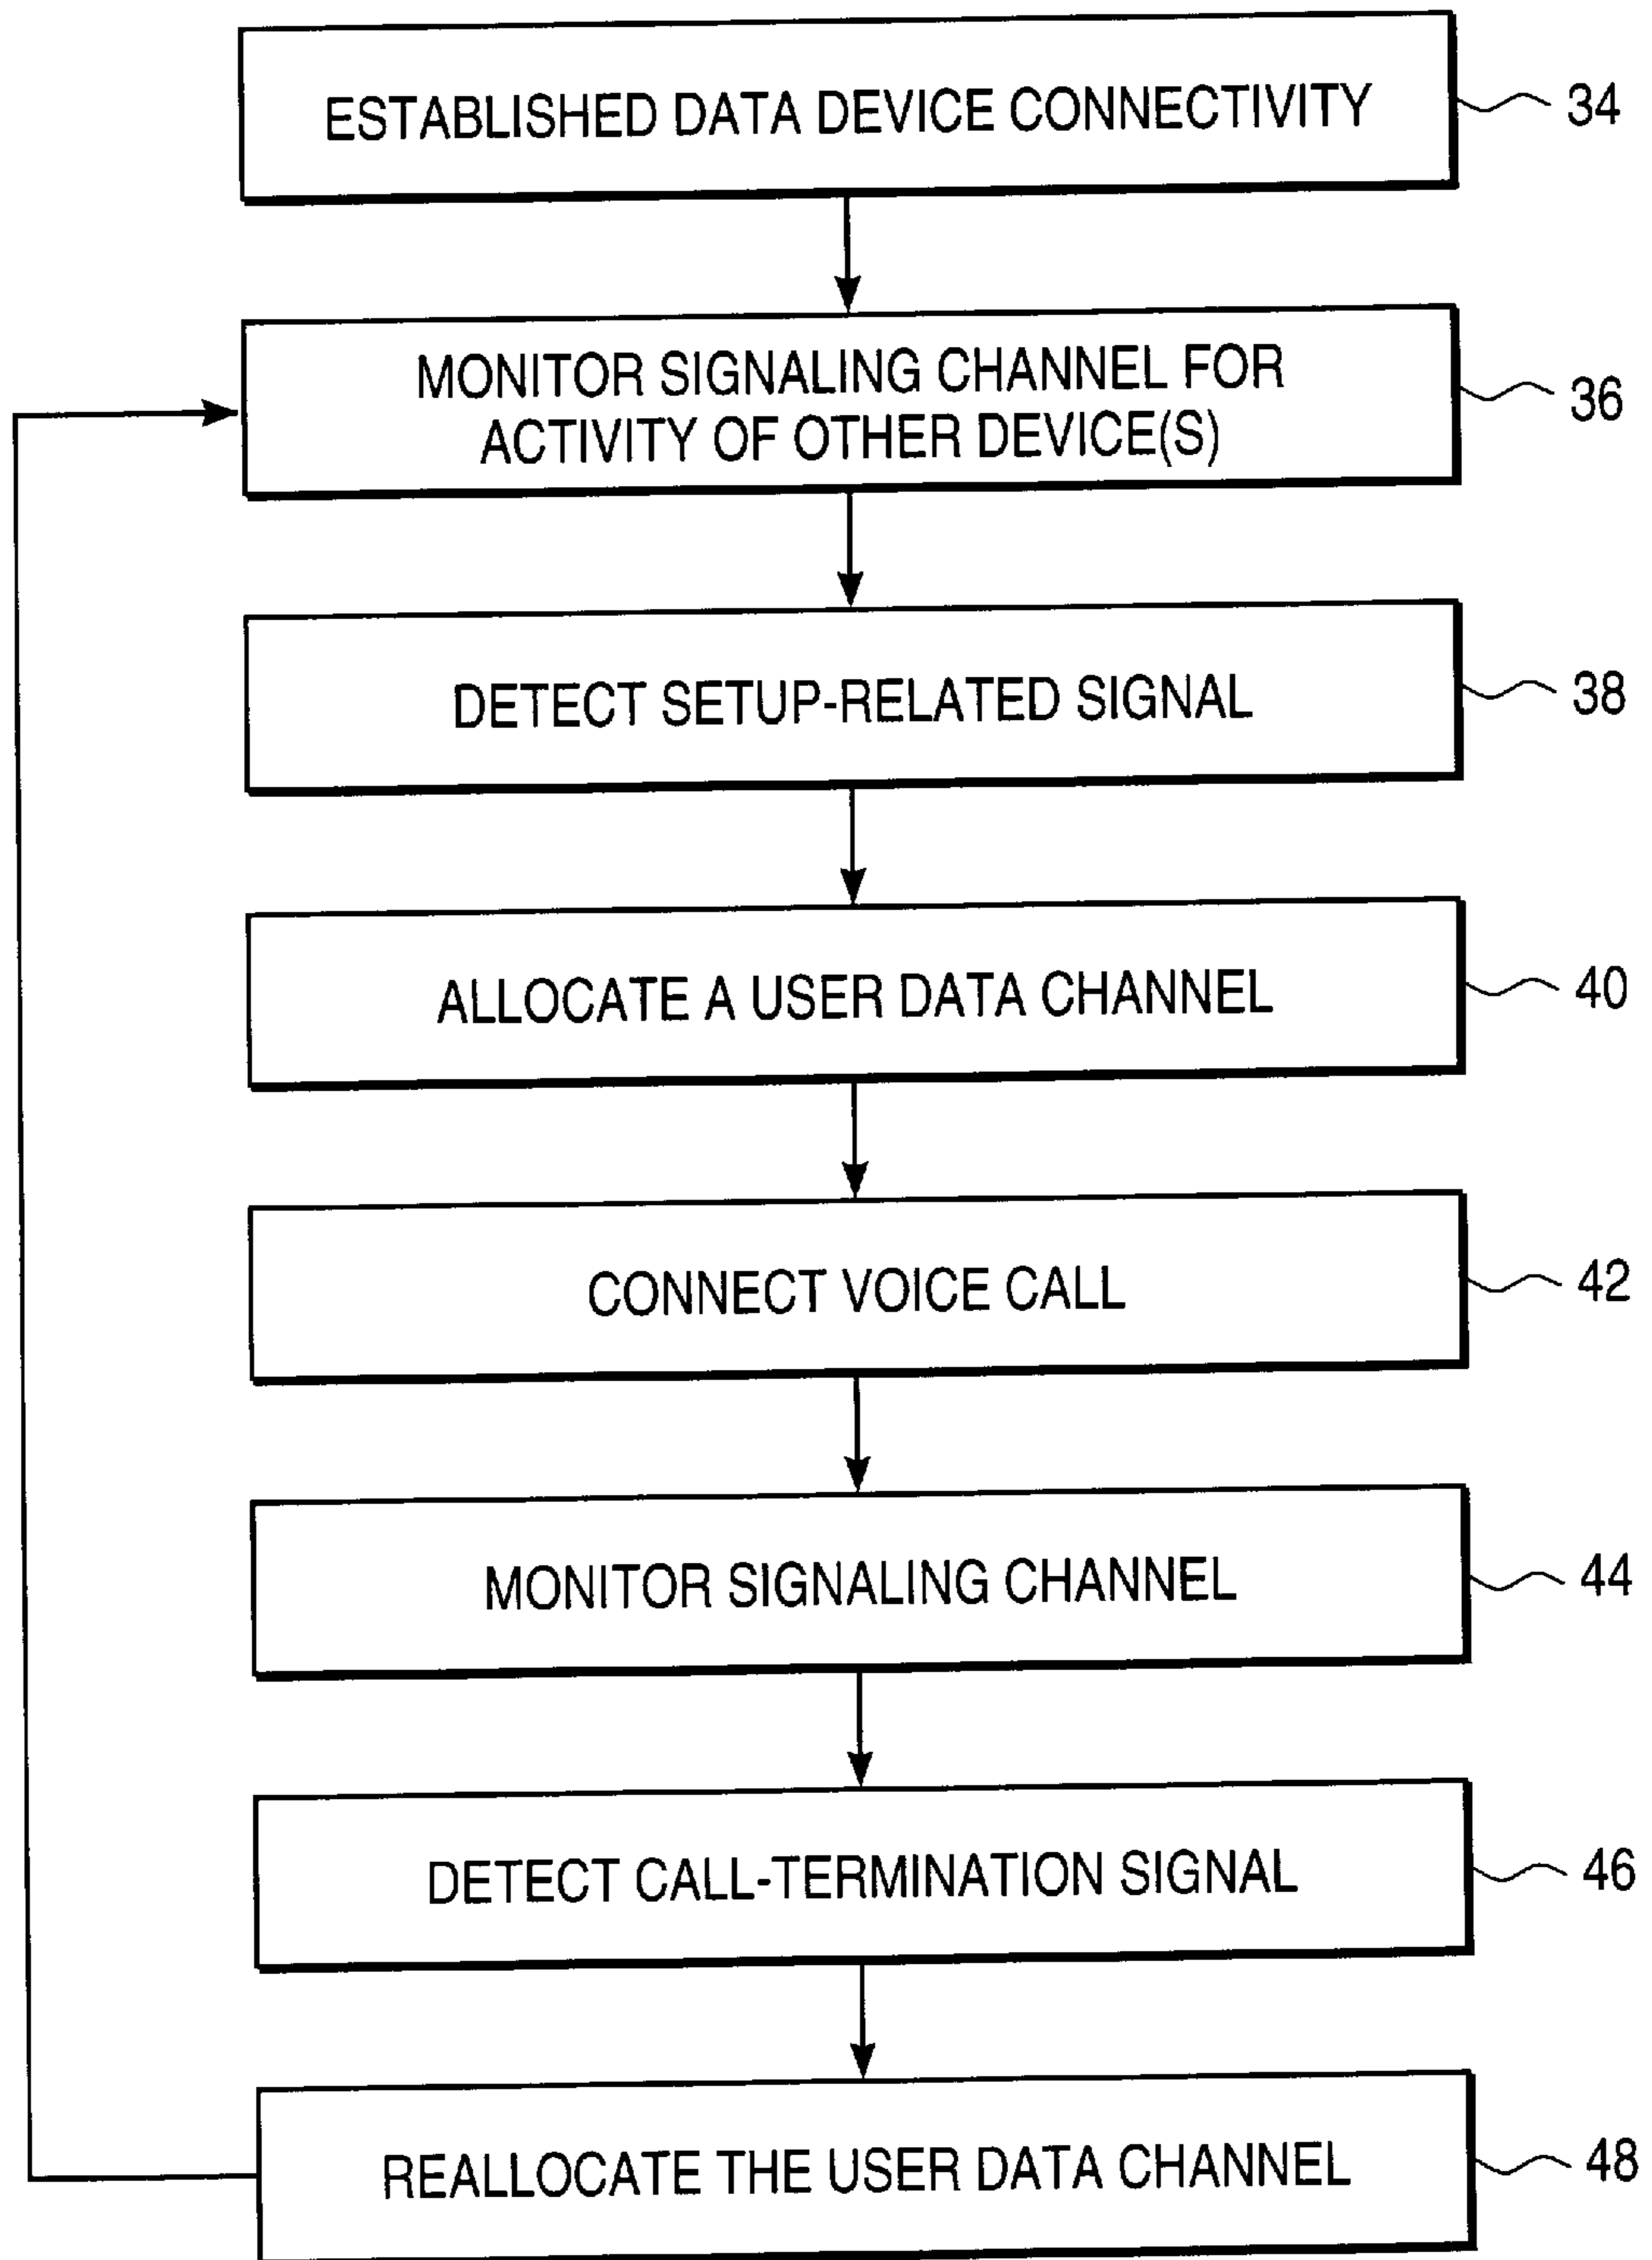 ESTABLISHED DATA DEVICE CONNECTIVITY
34
MONITOR SIGNALING CHANNEL FOR
ACTIVITY OF OTHER DEVICE(S)
36
DETECT SETUP-RELATED SIGNAL
38
ALLOCATE A USER DATA CHANNEL
40
CONNECT VOICE CALL
42
MONITOR SIGNALING CHANNEL
44
DETECT CALL-TERMINATION SIGNAL
46
REALLOCATE THE USER DATA CHANNEL
48